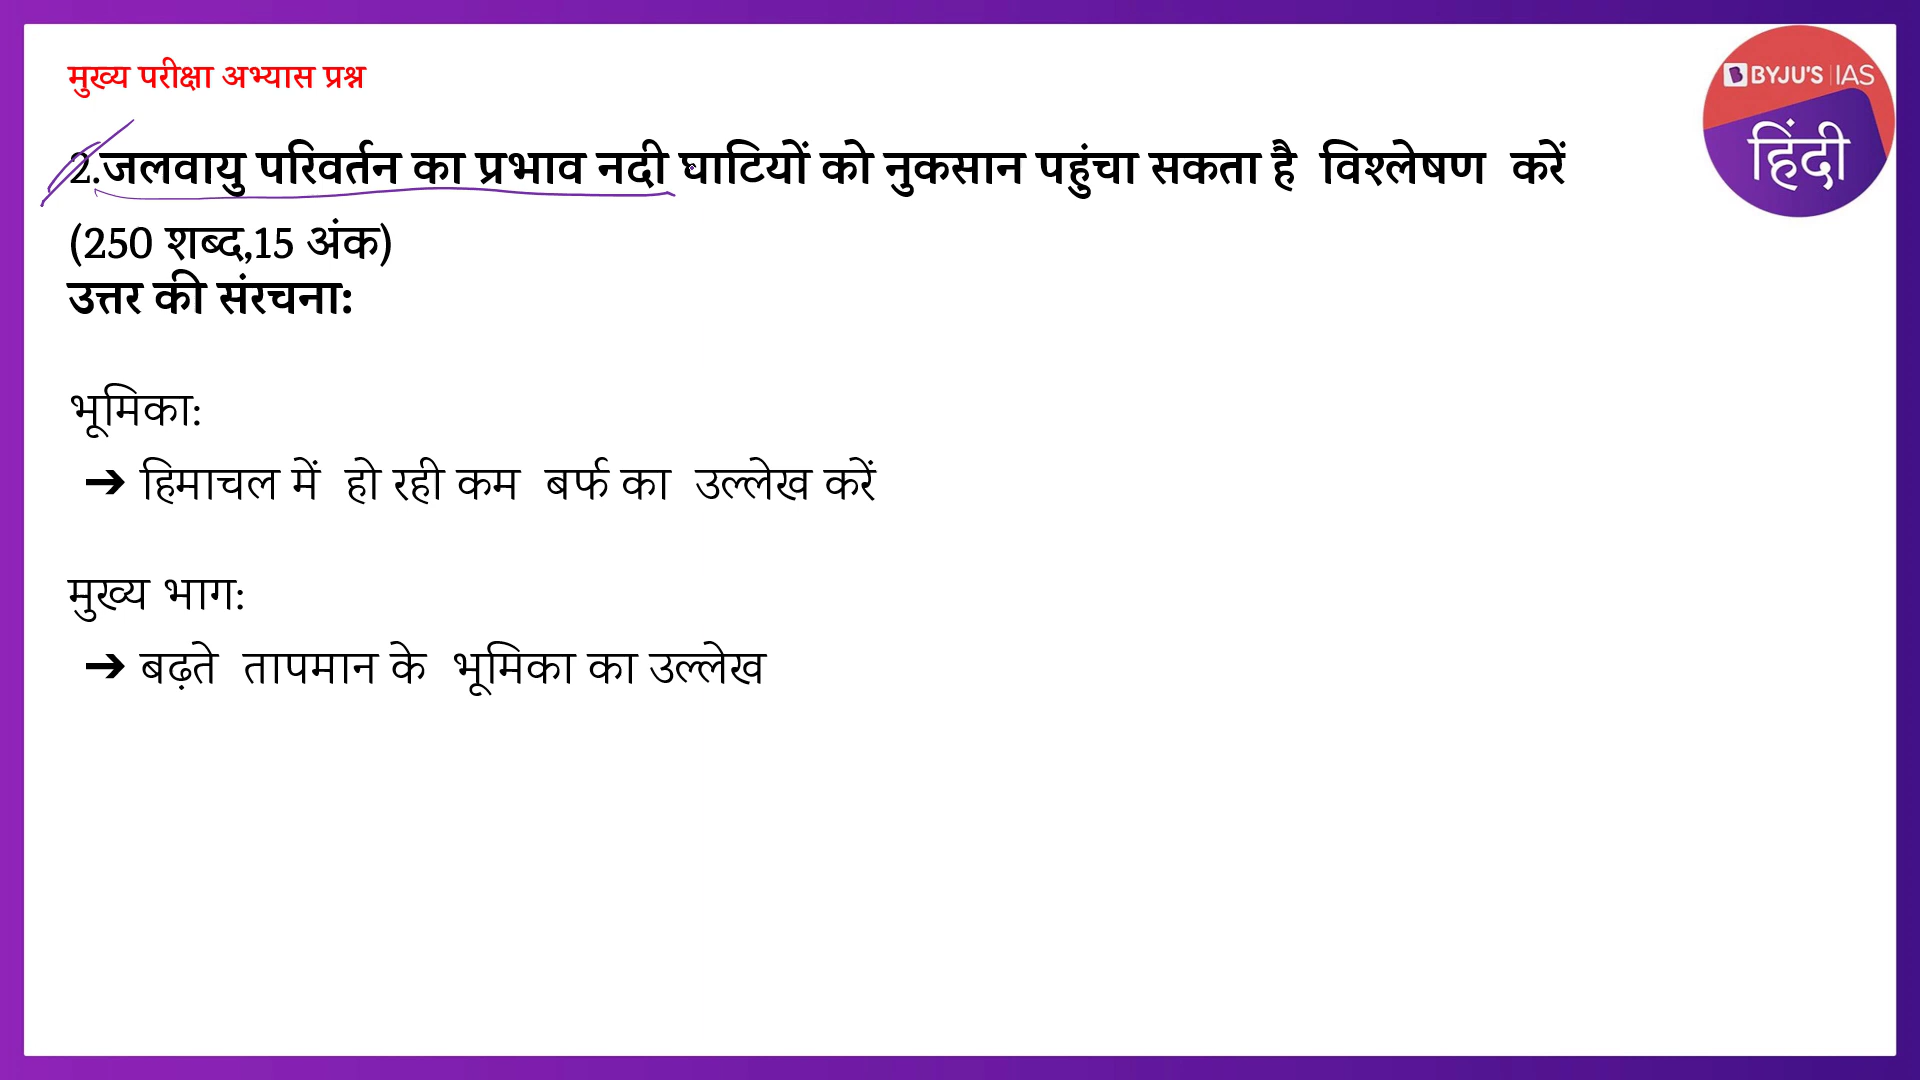 मुख्य परीक्षा अभ्यास प्रश्न
BYJU'S IAS
हिंदी
2.जलवायु परिवर्तन का प्रभाव नदी घाटियों को नुकसान पहुंचा सकता है विश्लेषण करें
(250 शब्द,15 अंक)
उत्तर की संरचना:
भूमिका:
➔ हिमाचल में हो रही कम बर्फ का उल्लेख करें
मुख्य भाग:
➔ बढ़ते तापमान के भूमिका का उल्लेख